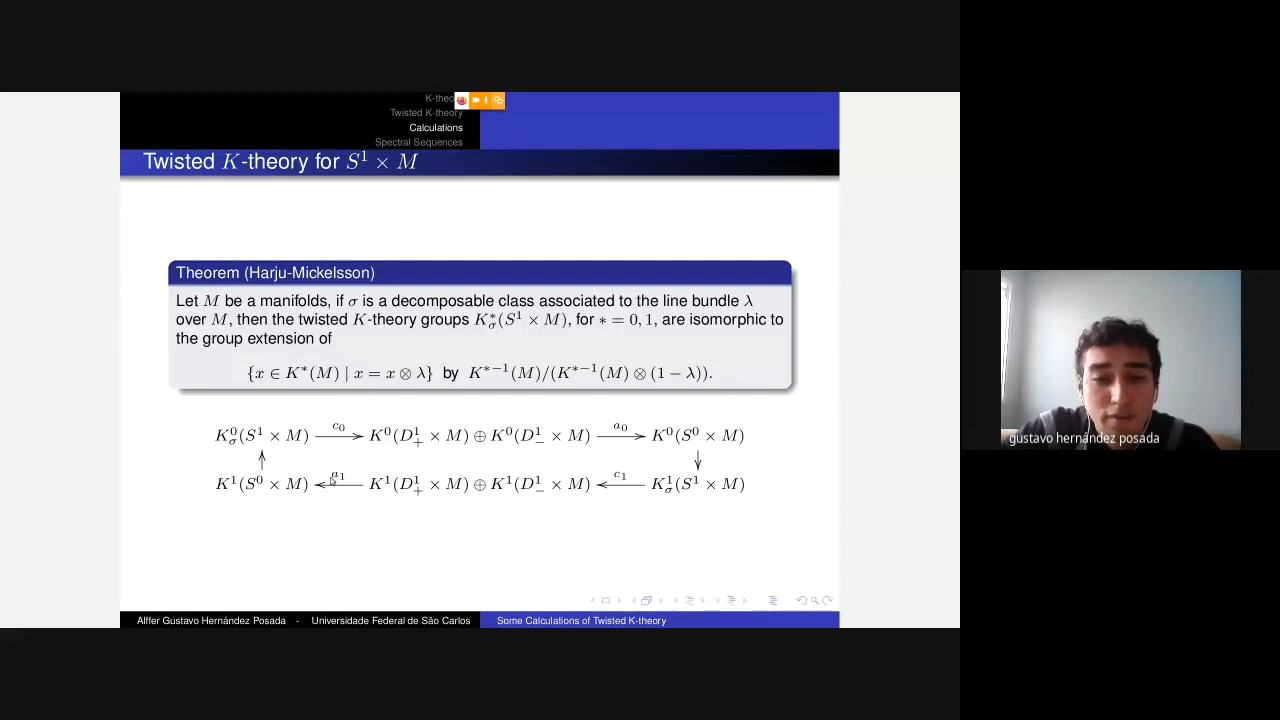 K-theo
Twisted K-theory
Calculations
Spectral Sequences
Twisted K-theory for S¹ × M
Theorem (Harju-Mickelsson)
Let M be a manifolds, if σ is a decomposable class associated to the line bundle λ
over M, then the twisted K-theory groups K*_σ(S¹ × M), for * = 0, 1, are isomorphic to
the group extension of
{x ∈ K*(M) | x = x ⊗ λ} by K*⁻¹(M)/(K*⁻¹(M) ⊗ (1 − λ)).
K⁰_σ(S¹ × M) —c₀→ K⁰(D¹₊ × M) ⊕ K⁰(D¹₋ × M) —a₀→ K⁰(S⁰ × M)
↑ ↓
K¹(S⁰ × M) ←a₁— K¹(D¹₊ × M) ⊕ K¹(D¹₋ × M) ←c₁— K¹_σ(S¹ × M)
gustavo hernández posada
Alffer Gustavo Hernández Posada - Universidade Federal de São Carlos
Some Calculations of Twisted K-theory